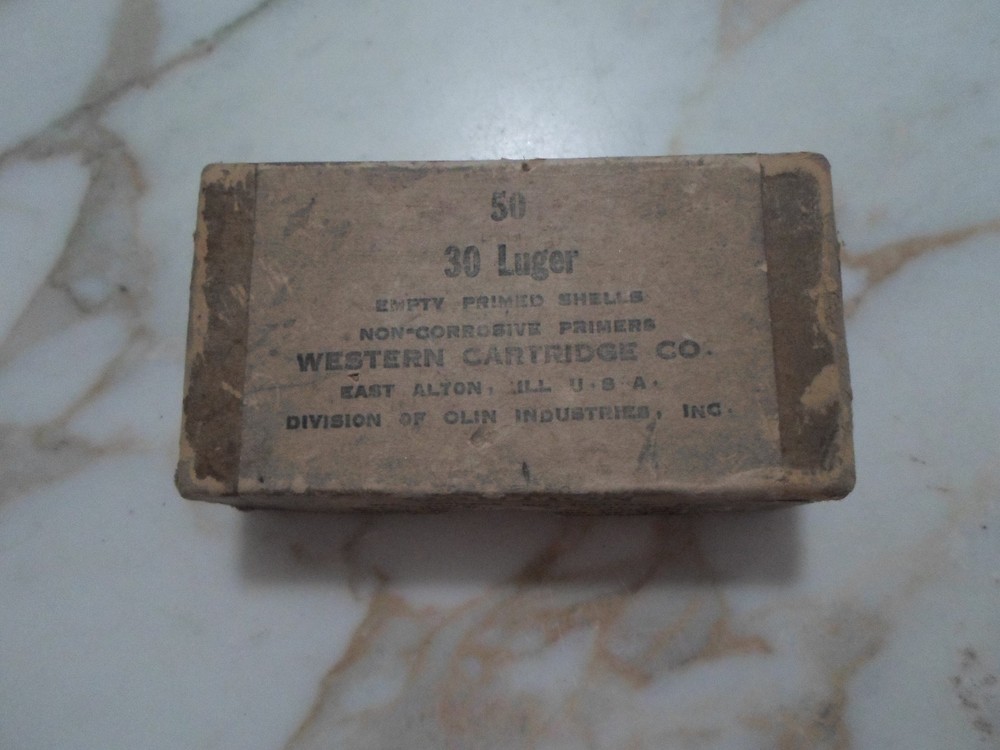 50
30 Luger
EMPTY PRIMED SHELLS
NON-CORROSIVE PRIMERS
WESTERN CARTRIDGE CO.
EAST ALTON, ILL U.S.A.
DIVISION OF OLIN INDUSTRIES, INC.